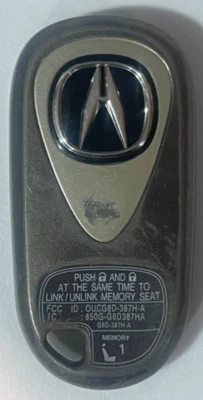 PUSH 🔒 AND 🔓
AT THE SAME TIME TO
LINK/UNLINK MEMORY SEAT
FCC ID : OUCG8D-387H-A
IC : 850G-G8D387HA
G8D-387H-A
MEMORY
1